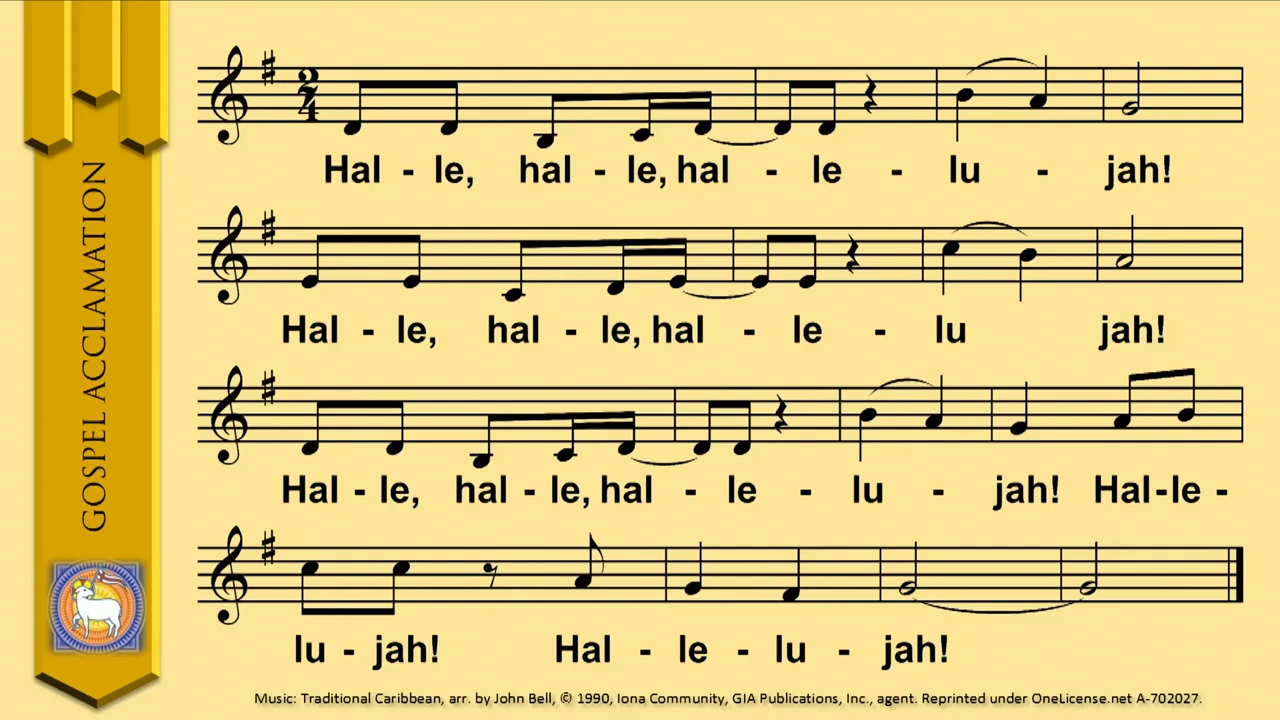 GOSPEL ACCLAMATION
2
4
Hal - le, hal - le, hal - le - lu - jah!
Hal - le, hal - le, hal - le - lu jah!
Hal - le, hal - le, hal - le - lu - jah! Hal - le -
lu - jah! Hal - le - lu - jah!
Music: Traditional Caribbean, arr. by John Bell, © 1990, Iona Community, GIA Publications, Inc., agent. Reprinted under OneLicense.net A-702027.